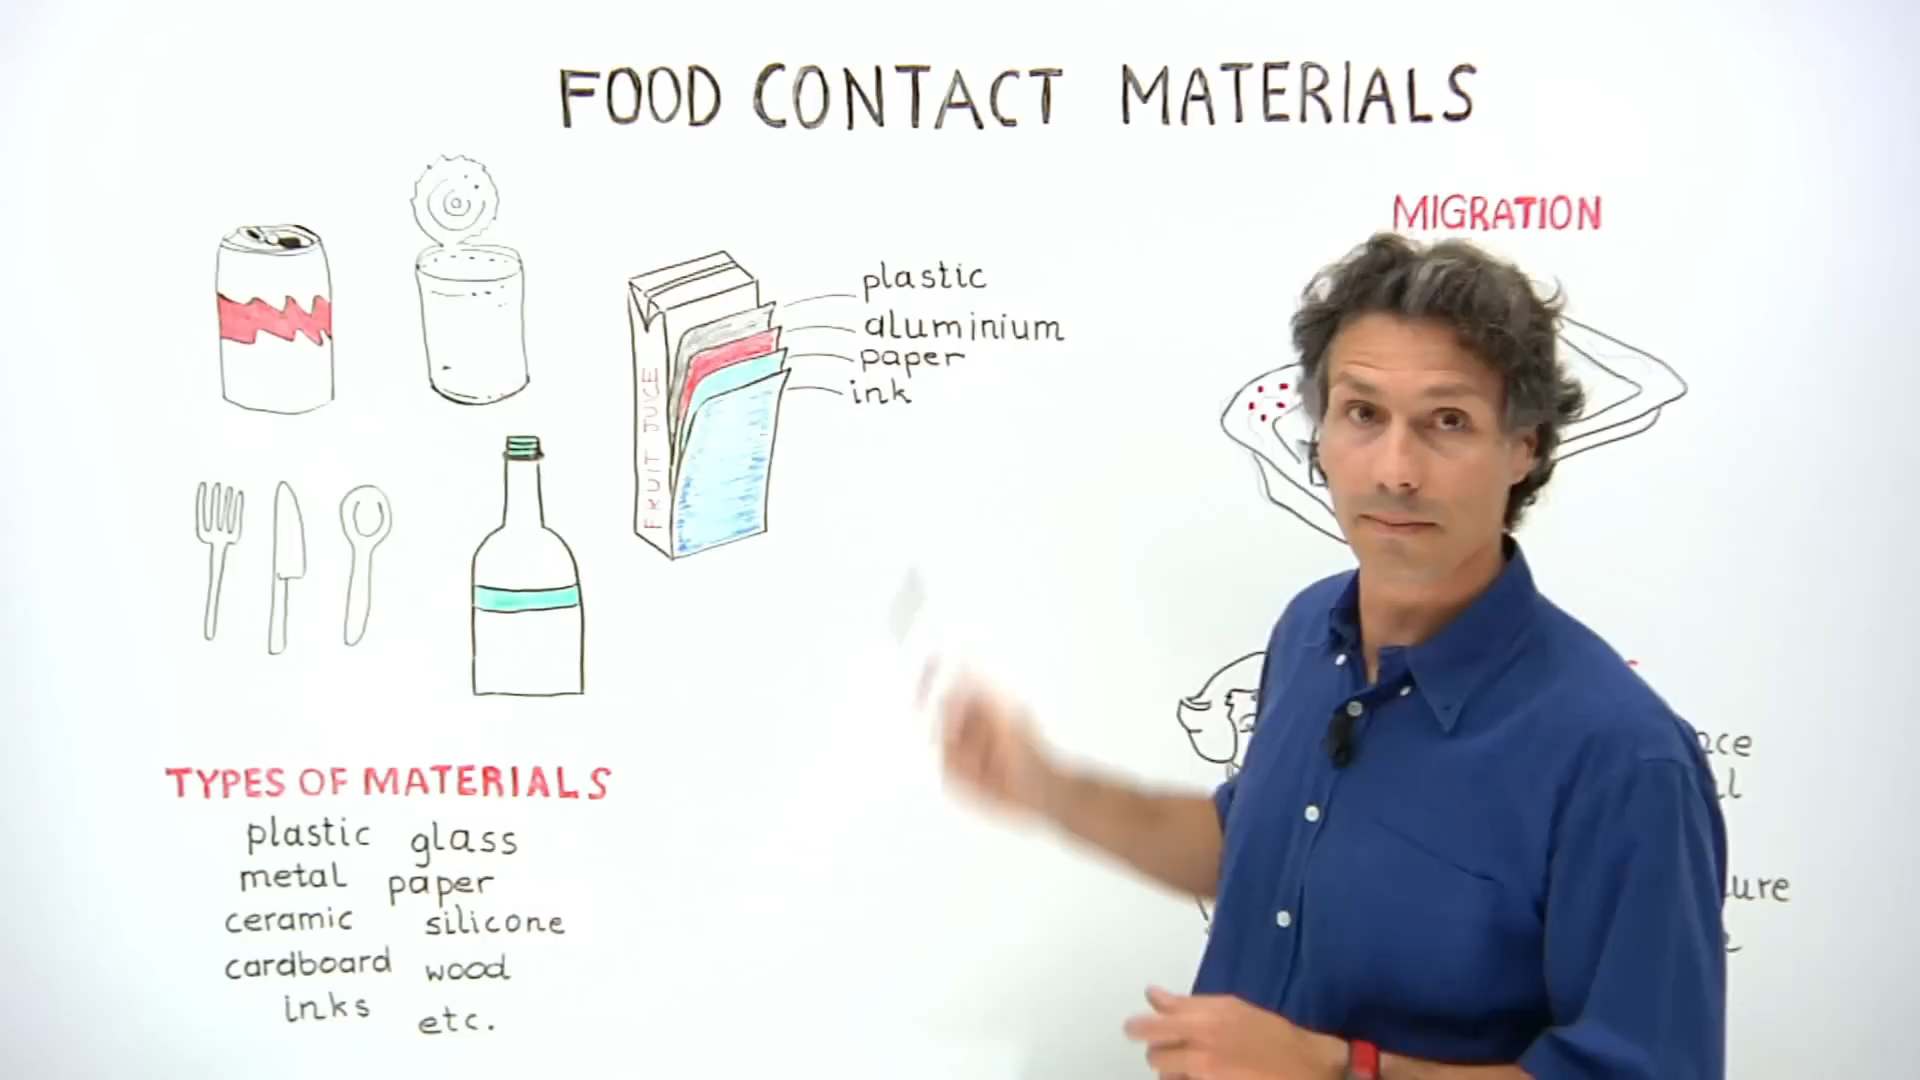 FOOD CONTACT MATERIALS
MIGRATION
plastic
aluminium
paper
ink
FRUIT JUICE
TYPES OF MATERIALS
plastic glass
metal paper
ceramic silicone
cardboard wood
inks etc.